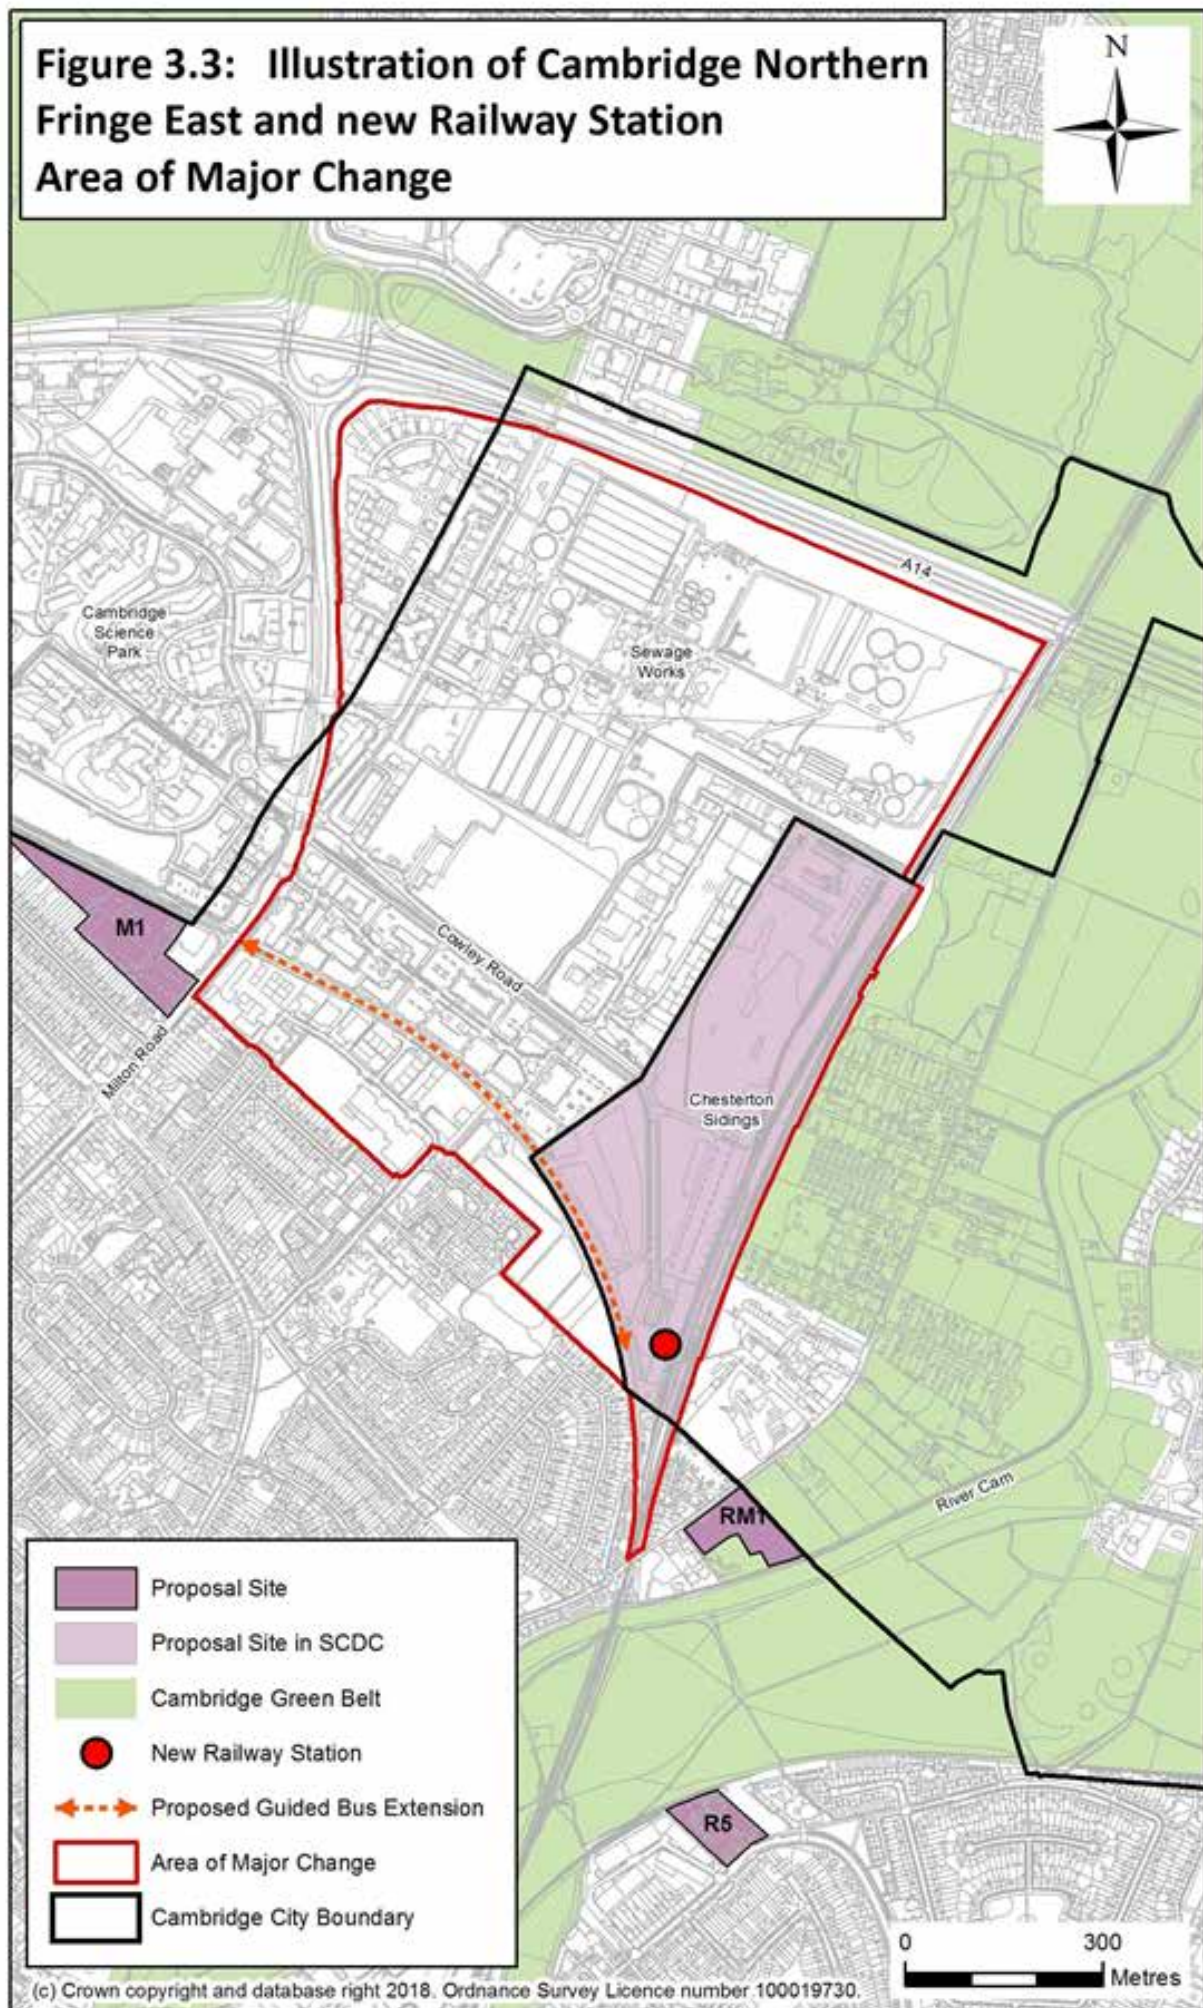 Figure 3.3: Illustration of Cambridge Northern
Fringe East and new Railway Station
Area of Major Change
N
A14
Cambridge
Science
Park
Sewage
Works
M1
Cowley Road
Milton Road
Chesterton
Sidings
River Cam
RM1
Proposal Site
Proposal Site in SCDC
Cambridge Green Belt
New Railway Station
Proposed Guided Bus Extension
Area of Major Change
Cambridge City Boundary
R5
0 300
Metres
(c) Crown copyright and database right 2018. Ordnance Survey Licence number 100019730.